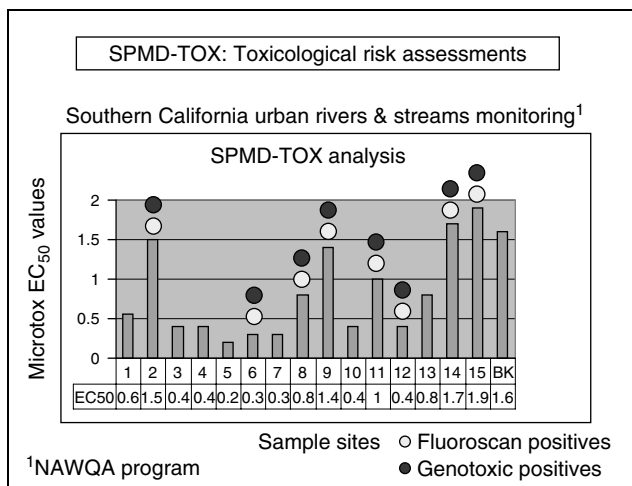 SPMD-TOX: Toxicological risk assessments
Southern California urban rivers & streams monitoring¹
SPMD-TOX analysis
Microtox EC₅₀ values
2
1.5
1
0.5
0
1 2 3 4 5 6 7 8 9 10 11 12 13 14 15 BK
EC50 0.6 1.5 0.4 0.4 0.2 0.3 0.3 0.8 1.4 0.4 1 0.4 0.8 1.7 1.9 1.6
Sample sites Fluoroscan positives
¹NAWQA program Genotoxic positives